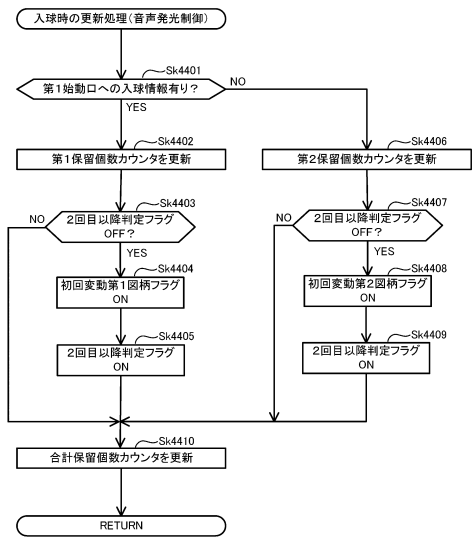 入球時の更新処理(音声発光制御)
Sk4401
第1始動口への入球情報有り?
NO
YES
Sk4402
第1保留個数カウンタを更新
Sk4406
第2保留個数カウンタを更新
Sk4403
NO
2回目以降判定フラグ
OFF?
YES
Sk4407
NO
2回目以降判定フラグ
OFF?
YES
Sk4404
初回変動第1図柄フラグ
ON
Sk4408
初回変動第2図柄フラグ
ON
Sk4405
2回目以降判定フラグ
ON
Sk4409
2回目以降判定フラグ
ON
Sk4410
合計保留個数カウンタを更新
RETURN